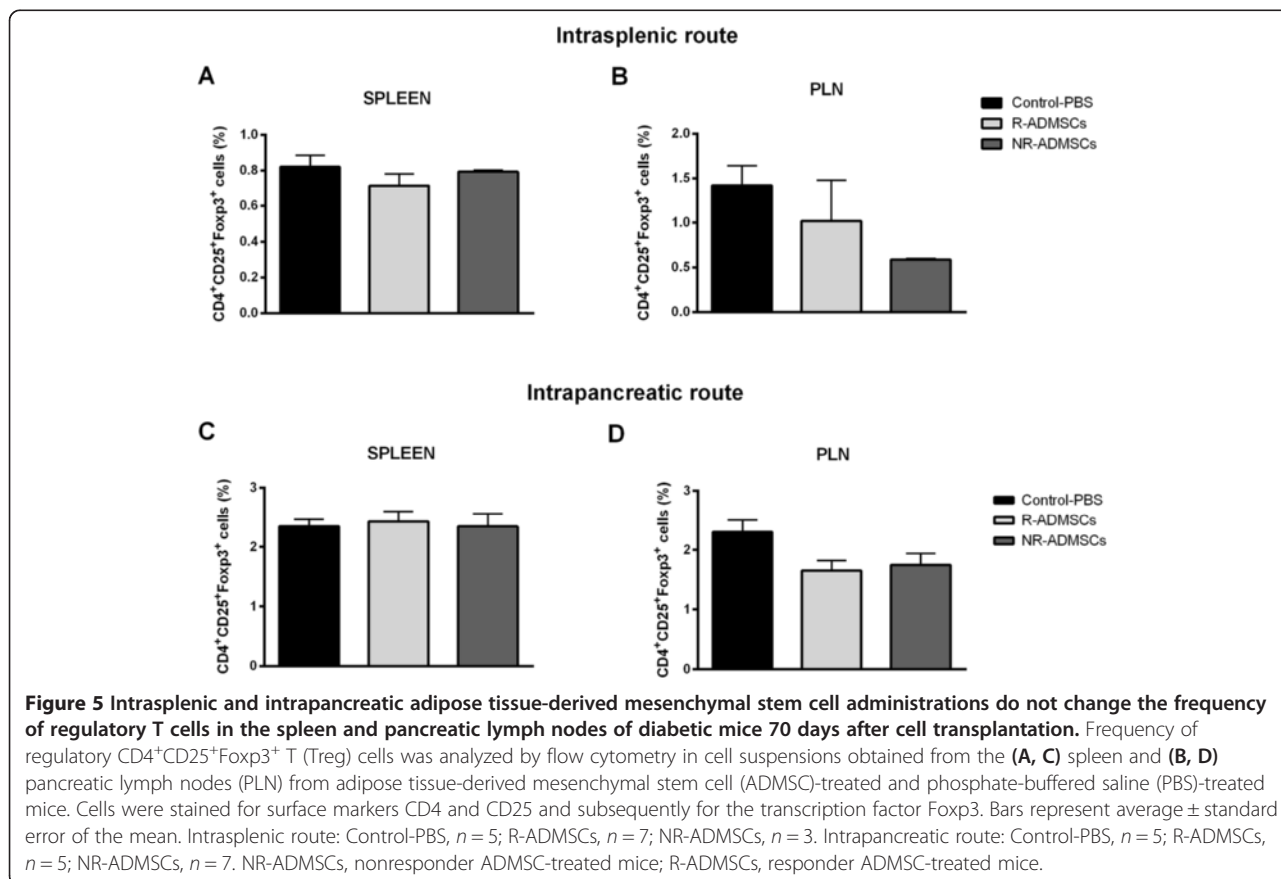 Intrasplenic route
A
SPLEEN
CD4⁺CD25⁺Foxp3⁺ cells (%)
1.0
0.8
0.6
0.4
0.2
0.0
B
PLN
CD4⁺CD25⁺Foxp3⁺ cells (%)
2.0
1.5
1.0
0.5
0.0
Control-PBS
R-ADMSCs
NR-ADMSCs
Intrapancreatic route
C
SPLEEN
CD4⁺CD25⁺Foxp3⁺ cells (%)
3
2
1
0
D
PLN
CD4⁺CD25⁺Foxp3⁺ cells (%)
3
2
1
0
Control-PBS
R-ADMSCs
NR-ADMSCs
Figure 5 Intrasplenic and intrapancreatic adipose tissue-derived mesenchymal stem cell administrations do not change the frequency
of regulatory T cells in the spleen and pancreatic lymph nodes of diabetic mice 70 days after cell transplantation. Frequency of
regulatory CD4⁺CD25⁺Foxp3⁺ T (Treg) cells was analyzed by flow cytometry in cell suspensions obtained from the (A, C) spleen and (B, D)
pancreatic lymph nodes (PLN) from adipose tissue-derived mesenchymal stem cell (ADMSC)-treated and phosphate-buffered saline (PBS)-treated
mice. Cells were stained for surface markers CD4 and CD25 and subsequently for the transcription factor Foxp3. Bars represent average ± standard
error of the mean. Intrasplenic route: Control-PBS, n = 5; R-ADMSCs, n = 7; NR-ADMSCs, n = 3. Intrapancreatic route: Control-PBS, n = 5; R-ADMSCs,
n = 5; NR-ADMSCs, n = 7. NR-ADMSCs, nonresponder ADMSC-treated mice; R-ADMSCs, responder ADMSC-treated mice.